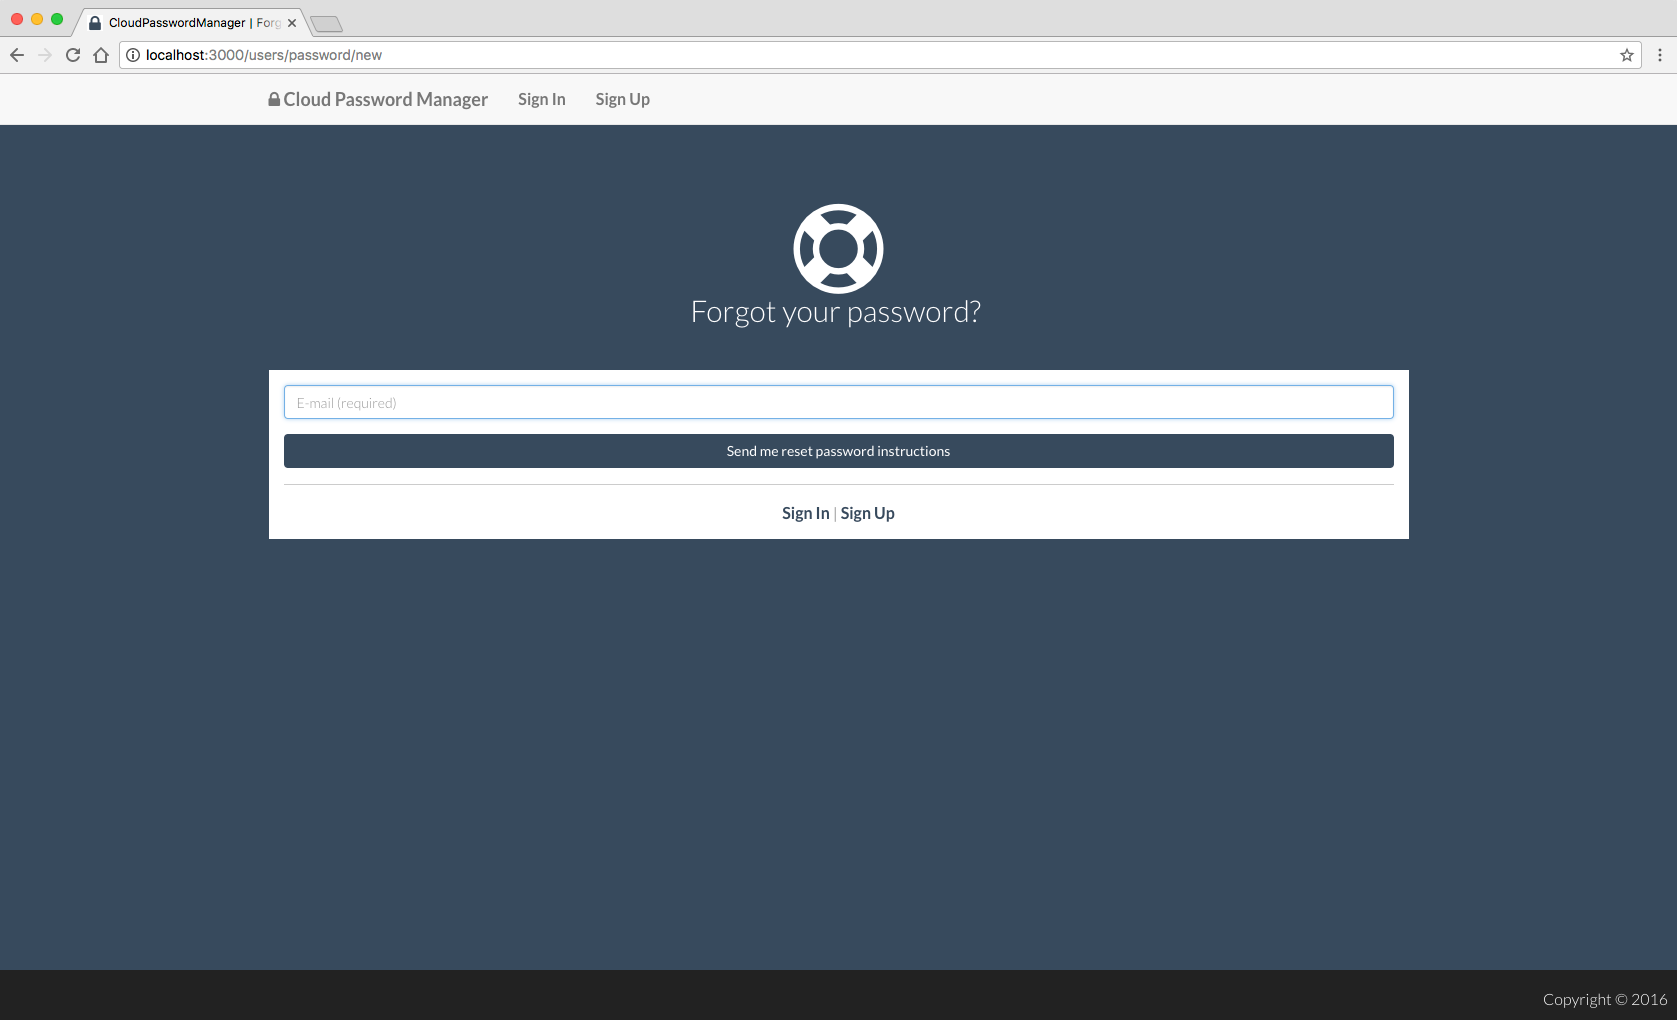 CloudPasswordManager | Forg
localhost:3000/users/password/new
Cloud Password Manager Sign In Sign Up
Forgot your password?
E-mail (required)
Send me reset password instructions
Sign In | Sign Up
Copyright © 2016